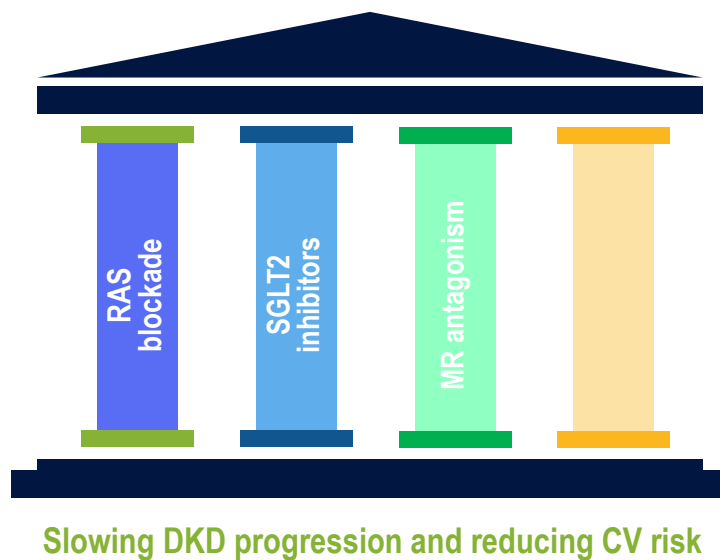 RAS
blockade
SGLT2
inhibitors
MR antagonism
Slowing DKD progression and reducing CV risk